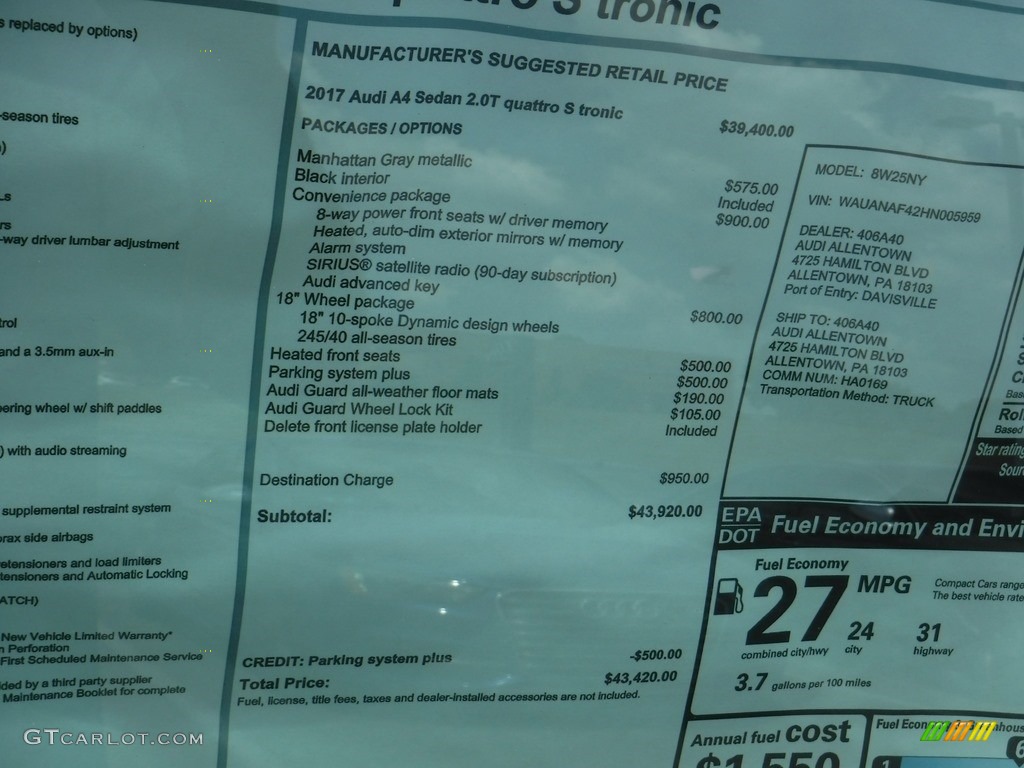 quattro S tronic
s replaced by options)
-season tires
-way driver lumbar adjustment
and a 3.5mm aux-in
ering wheel w/ shift paddles
) with audio streaming
supplemental restraint system
orax side airbags
etensioners and load limiters
tensioners and Automatic Locking
ATCH)
New Vehicle Limited Warranty*
n Perforation
First Scheduled Maintenance Service
ded by a third party supplier
Maintenance Booklet for complete
MANUFACTURER'S SUGGESTED RETAIL PRICE
2017 Audi A4 Sedan 2.0T quattro S tronic $39,400.00
PACKAGES / OPTIONS
Manhattan Gray metallic $575.00
Black interior Included
Convenience package $900.00
8-way power front seats w/ driver memory
Heated, auto-dim exterior mirrors w/ memory
Alarm system
SIRIUS® satellite radio (90-day subscription)
Audi advanced key
18" Wheel package $800.00
18" 10-spoke Dynamic design wheels
245/40 all-season tires
Heated front seats $500.00
Parking system plus $500.00
Audi Guard all-weather floor mats $190.00
Audi Guard Wheel Lock Kit $105.00
Delete front license plate holder Included
Destination Charge $950.00
Subtotal: $43,920.00
CREDIT: Parking system plus -$500.00
Total Price: $43,420.00
Fuel, license, title fees, taxes and dealer-installed accessories are not included.
MODEL: 8W25NY
VIN: WAUANAF42HN005959
DEALER: 406A40
AUDI ALLENTOWN
4725 HAMILTON BLVD
ALLENTOWN, PA 18103
Port of Entry: DAVISVILLE
SHIP TO: 406A40
AUDI ALLENTOWN
4725 HAMILTON BLVD
ALLENTOWN, PA 18103
COMM NUM: HA0169
Transportation Method: TRUCK
Rol
Based
Star rating
Sour
EPA
DOT
Fuel Economy and Envi
Fuel Economy
27 MPG
24 31
combined city/hwy city highway
Compact Cars range
The best vehicle rate
3.7 gallons per 100 miles
Annual fuel cost
$1,550
GTCARLOT.COM